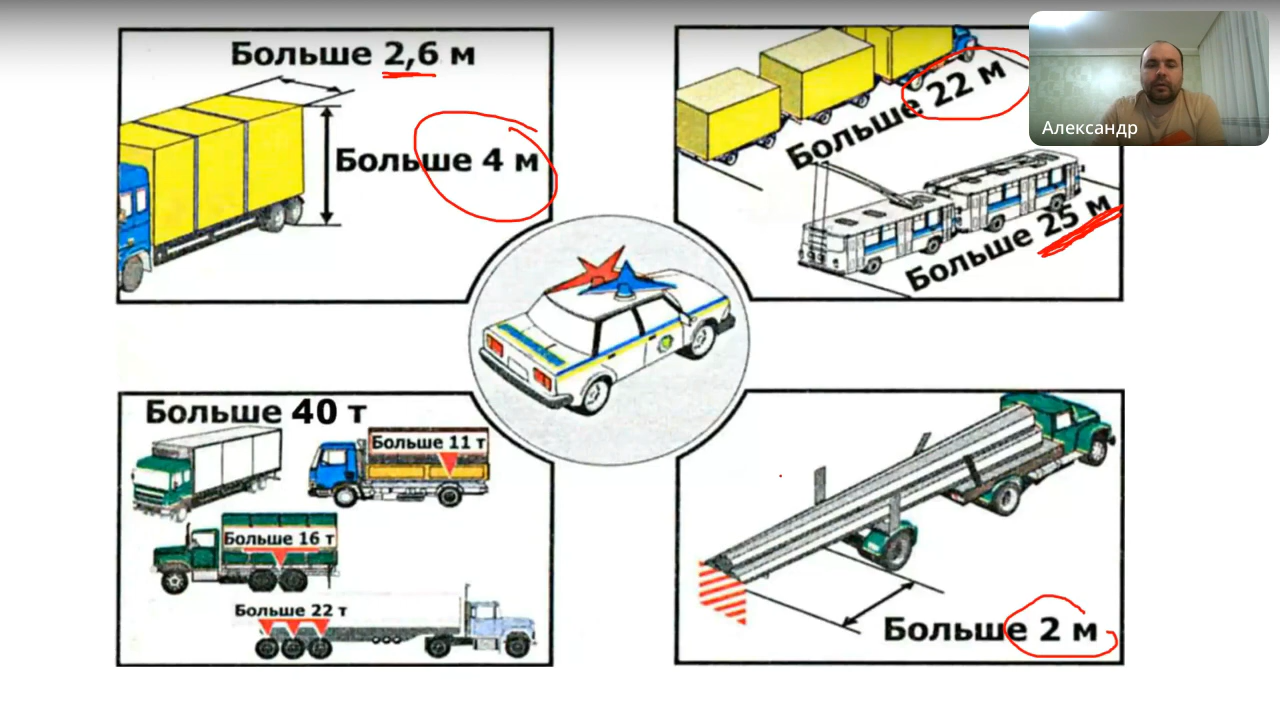 Больше 2,6 м
Больше 4 м
Больше 22 м
Больше 25 м
Александр
Больше 40 т
Больше 11 т
Больше 16 т
Больше 22 т
Больше 2 м